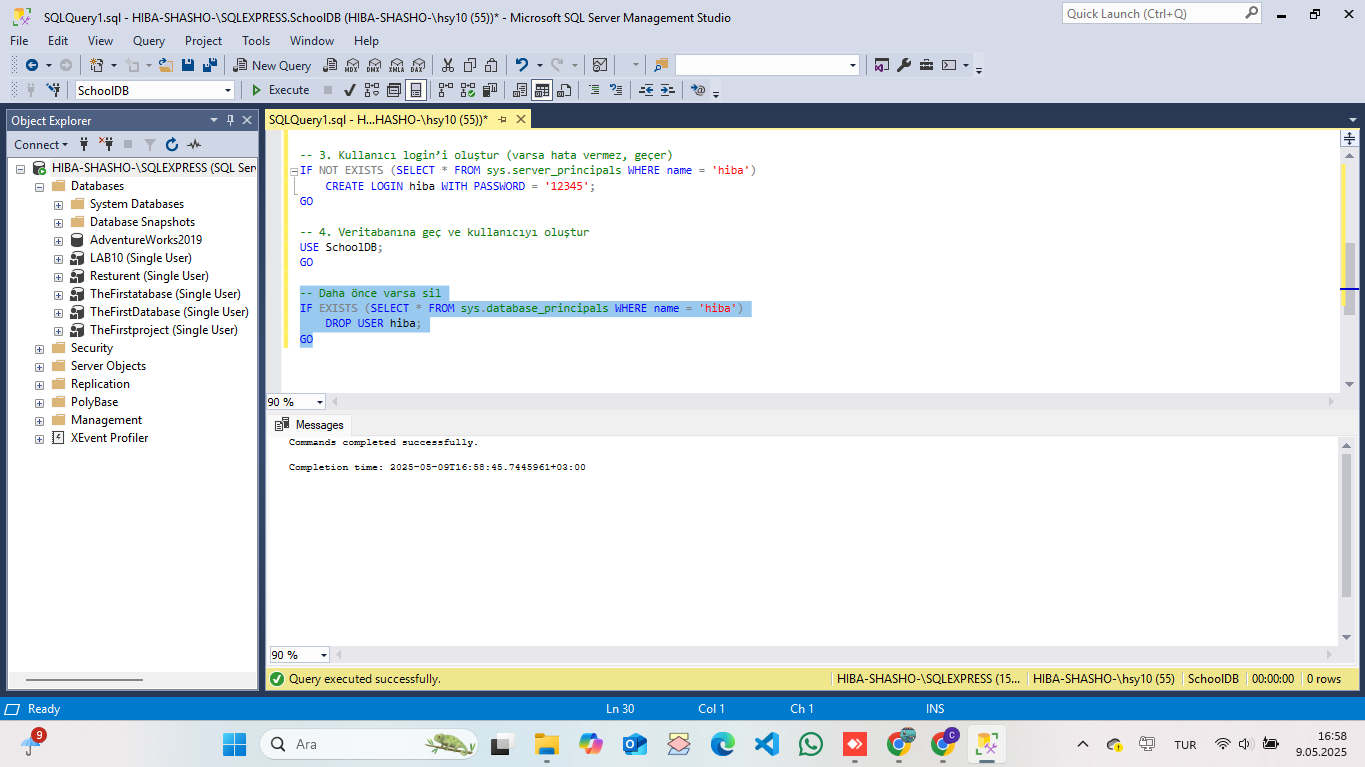 SQLQuery1.sql - HIBA-SHASHO-\SQLEXPRESS.SchoolDB (HIBA-SHASHO-\hsy10 (55))* - Microsoft SQL Server Management Studio
Quick Launch (Ctrl+Q)
File Edit View Query Project Tools Window Help
New Query MDX DMX XMLA DAX
SchoolDB Execute
Object Explorer
SQLQuery1.sql - H...HASHO-\hsy10 (55))*
Connect
HIBA-SHASHO-\SQLEXPRESS (SQL Ser
Databases
System Databases
Database Snapshots
AdventureWorks2019
LAB10 (Single User)
Resturent (Single User)
TheFirstatabase (Single User)
TheFirstDatabase (Single User)
TheFirstproject (Single User)
Security
Server Objects
Replication
PolyBase
Management
XEvent Profiler
-- 3. Kullanıcı login’i oluştur (varsa hata vermez, geçer)
IF NOT EXISTS (SELECT * FROM sys.server_principals WHERE name = 'hiba')
CREATE LOGIN hiba WITH PASSWORD = '12345';
GO
-- 4. Veritabanına geç ve kullanıcıyı oluştur
USE SchoolDB;
GO
-- Daha önce varsa sil
IF EXISTS (SELECT * FROM sys.database_principals WHERE name = 'hiba')
DROP USER hiba;
GO
90 %
Messages
Commands completed successfully.
Completion time: 2025-05-09T16:58:45.7445961+03:00
90 %
Query executed successfully. HIBA-SHASHO-\SQLEXPRESS (15... HIBA-SHASHO-\hsy10 (55) SchoolDB 00:00:00 0 rows
Ready Ln 30 Col 1 Ch 1 INS
9
Ara
C
TUR
16:58
9.05.2025